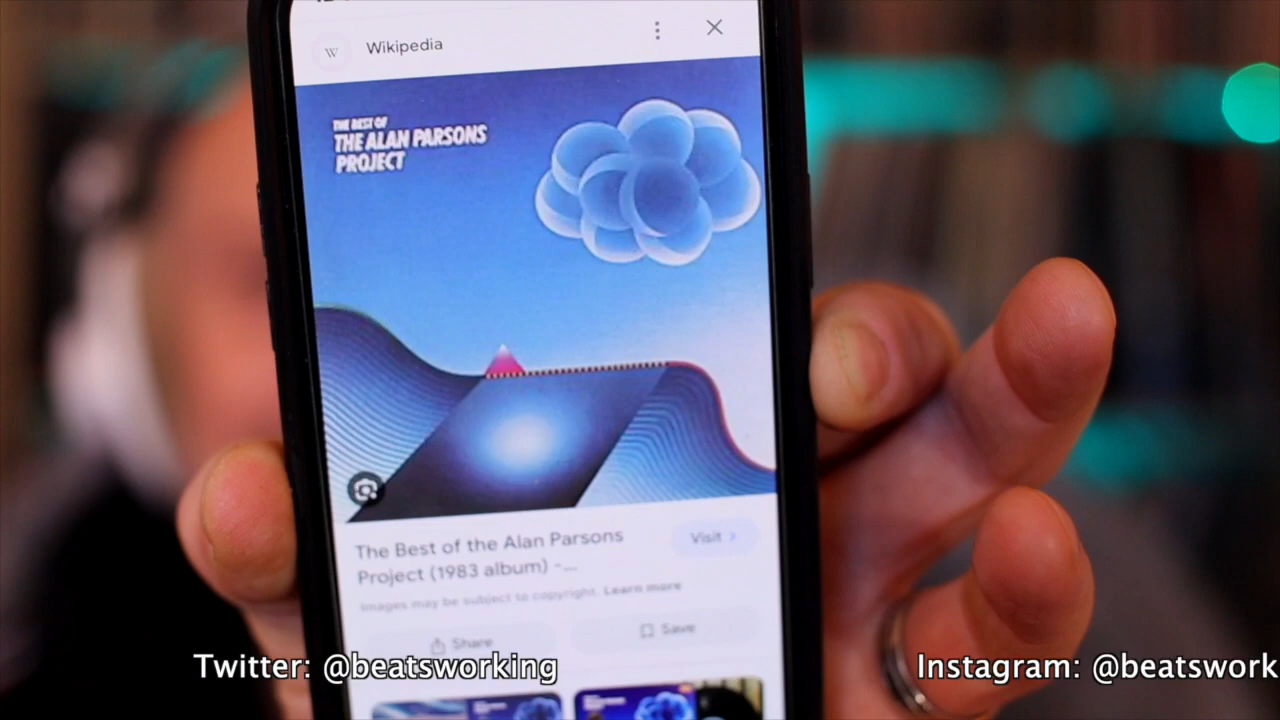 W Wikipedia
THE BEST OF
THE ALAN PARSONS
PROJECT
The Best of the Alan Parsons
Project (1983 album) -...
Visit >
Images may be subject to copyright. Learn more
Share
Save
Twitter: @beatsworking
Instagram: @beatswork